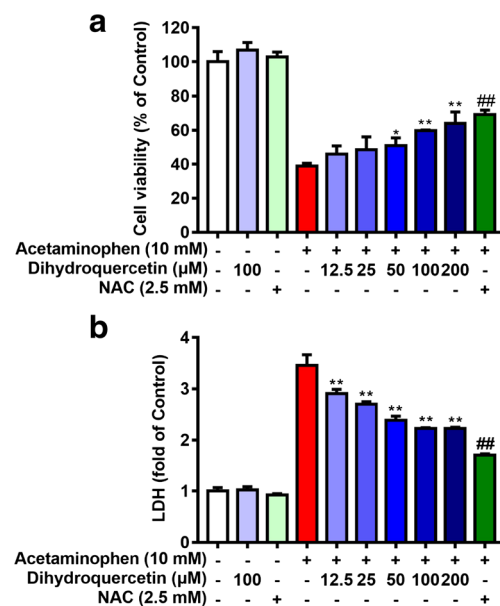 a
Cell viability (% of Control)
120
100
80
60
40
20
0
* ** ** ##
Acetaminophen (10 mM) - - - + + + + + + +
Dihydroquercetin (μM) - 100 - - 12.5 25 50 100 200 -
NAC (2.5 mM) - - + - - - - - - +
b
LDH (fold of Control)
4
3
2
1
0
** ** ** ** ** ##
Acetaminophen (10 mM) - - - + + + + + + +
Dihydroquercetin (μM) - 100 - - 12.5 25 50 100 200 -
NAC (2.5 mM) - - + - - - - - - +